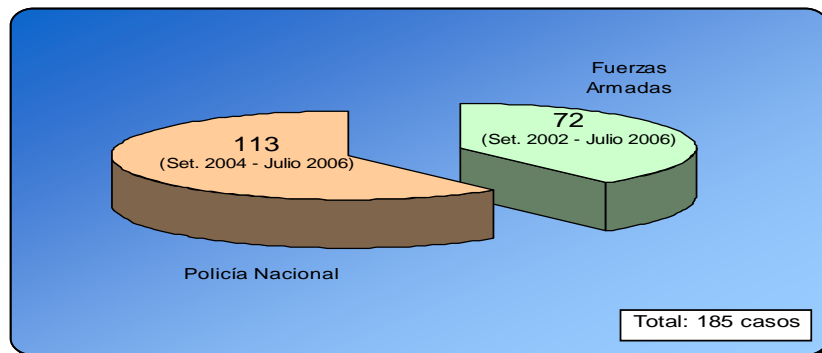 Fuerzas
Armadas
72
(Set. 2002 - Julio 2006)
113
(Set. 2004 - Julio 2006)
Policía Nacional
Total: 185 casos